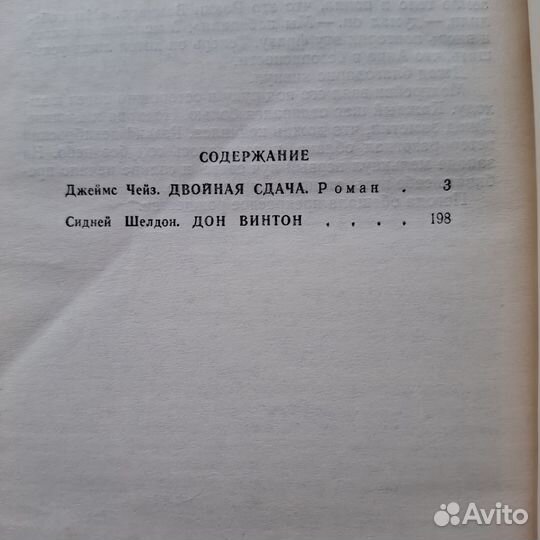 СОДЕРЖАНИЕ
Джеймс Чейз. ДВОЙНАЯ СДАЧА. Роман . 3
Сидней Шелдон. ДОН ВИНТОН . . . . 198
Avito